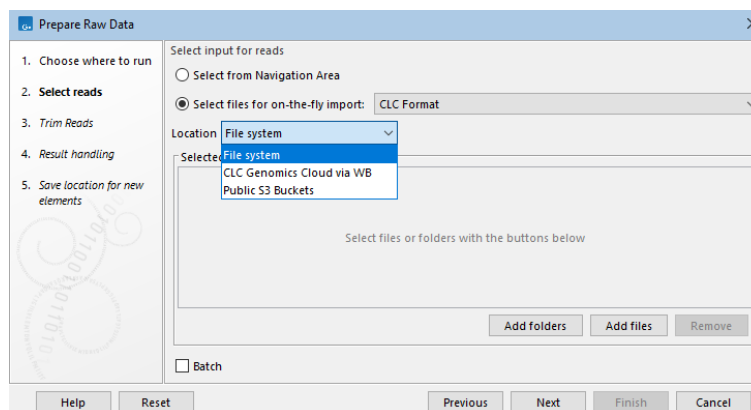 G+ Prepare Raw Data
1. Choose where to run
2. Select reads
3. Trim Reads
4. Result handling
5. Save location for new
elements
Select input for reads
Select from Navigation Area
Select files for on-the-fly import: CLC Format
Location File system
Selected
File system
CLC Genomics Cloud via WB
Public S3 Buckets
Select files or folders with the buttons below
Add folders Add files Remove
Batch
Help Reset Previous Next Finish Cancel